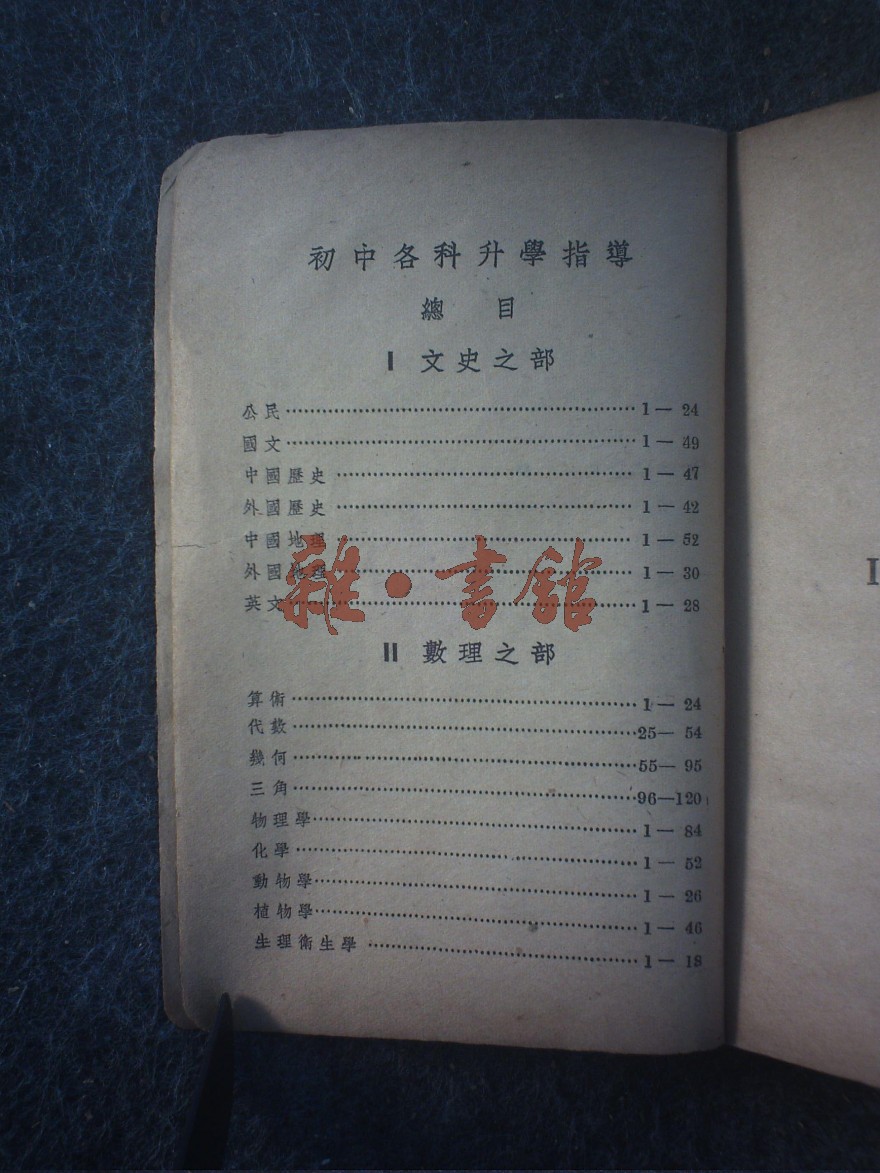 初中各科升學指導
總 目
I 文史之部
公民⋯⋯⋯⋯⋯⋯⋯⋯⋯⋯1— 24
國文⋯⋯⋯⋯⋯⋯⋯⋯⋯⋯1— 49
中國歷史⋯⋯⋯⋯⋯⋯⋯⋯1— 47
外國歷史⋯⋯⋯⋯⋯⋯⋯⋯1— 42
中國地理⋯⋯⋯⋯⋯⋯⋯⋯1— 52
外國地理⋯⋯⋯⋯⋯⋯⋯⋯1— 30
英文⋯⋯⋯⋯⋯⋯⋯⋯⋯⋯1— 28
雜·書館
II 數理之部
算術⋯⋯⋯⋯⋯⋯⋯⋯⋯⋯1— 24
代數⋯⋯⋯⋯⋯⋯⋯⋯⋯⋯25— 54
幾何⋯⋯⋯⋯⋯⋯⋯⋯⋯⋯55— 95
三角⋯⋯⋯⋯⋯⋯⋯⋯⋯⋯96—120
物理學⋯⋯⋯⋯⋯⋯⋯⋯⋯1— 84
化學⋯⋯⋯⋯⋯⋯⋯⋯⋯⋯1— 52
動物學⋯⋯⋯⋯⋯⋯⋯⋯⋯1— 26
植物學⋯⋯⋯⋯⋯⋯⋯⋯⋯1— 46
生理衛生學⋯⋯⋯⋯⋯⋯⋯1— 18
I